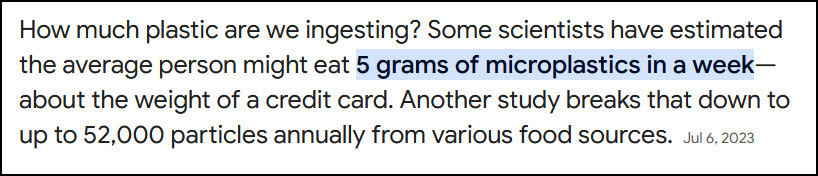 How much plastic are we ingesting? Some scientists have estimated
the average person might eat 5 grams of microplastics in a week—
about the weight of a credit card. Another study breaks that down to
up to 52,000 particles annually from various food sources. Jul 6, 2023